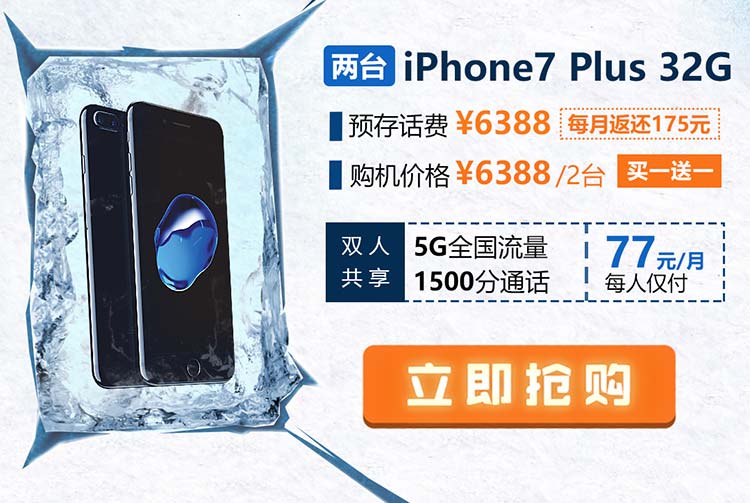 两台 iPhone7 Plus 32G
预存话费 ¥6388 每月返还175元
购机价格 ¥6388/2台 买一送一
双人共享
5G全国流量
1500分通话
77元/月
每人仅付
立即抢购